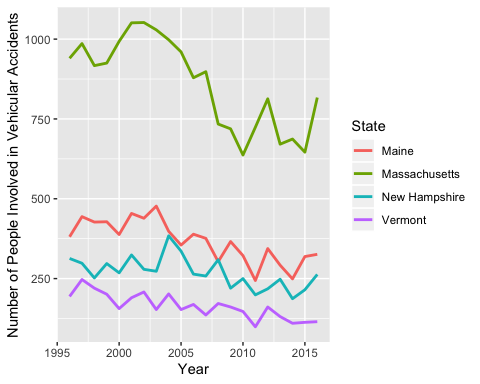 Number of People Involved in Vehicular Accidents
1000
750
500
250
1995
2000
2005
2010
2015
Year
State
Maine
Massachusetts
New Hampshire
Vermont